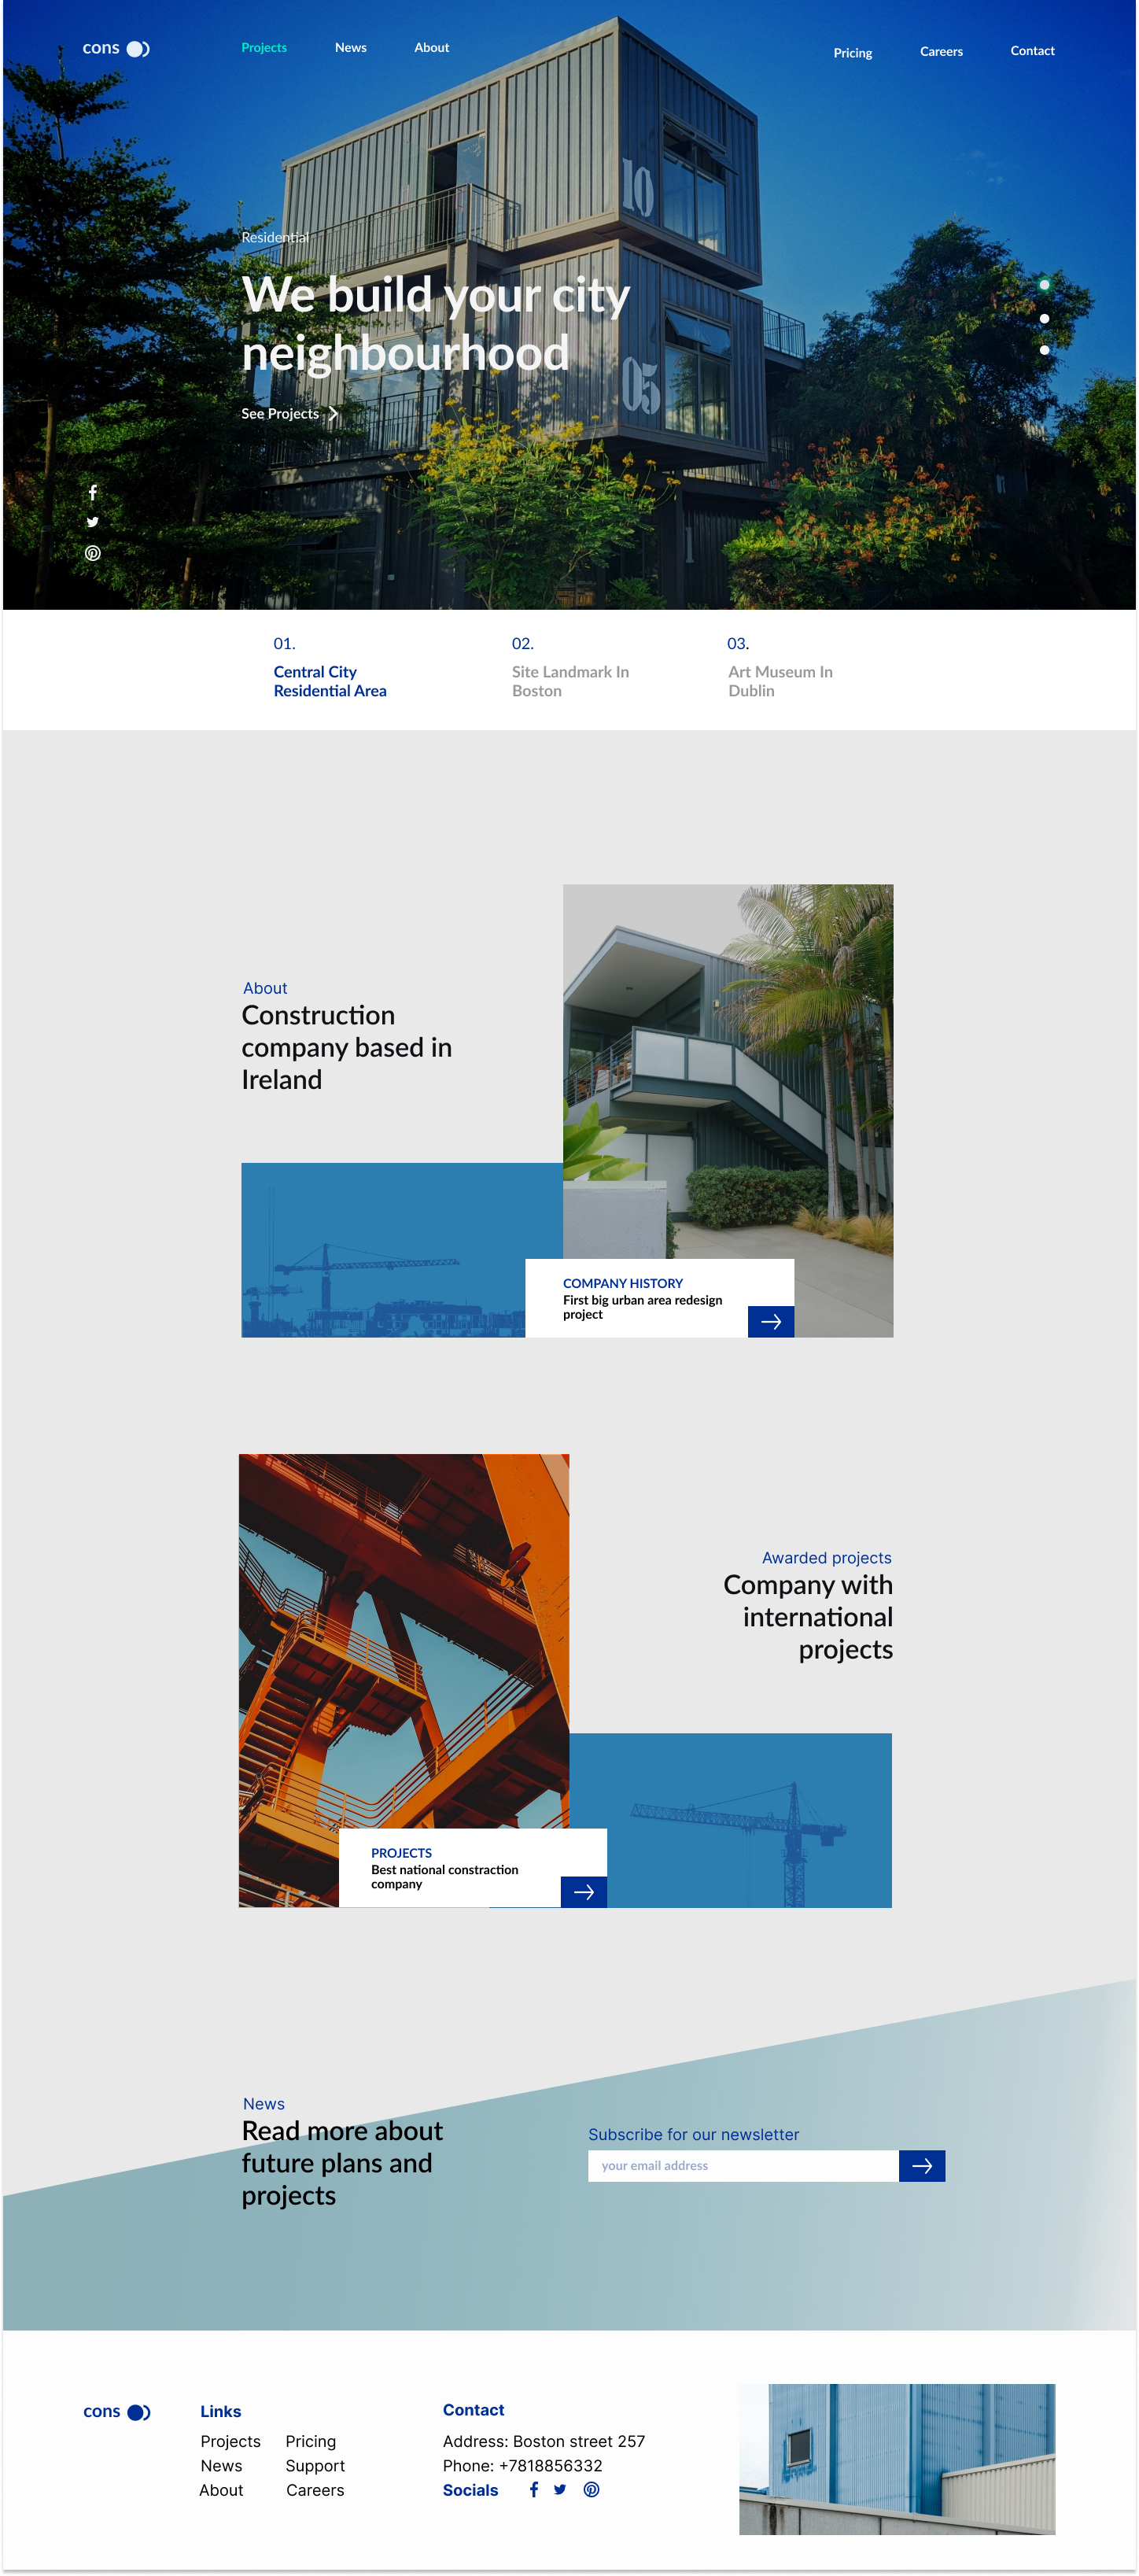 cons
Projects News About
Pricing Careers Contact
10
Residential
We build your city
neighbourhood
05
See Projects
01.
Central City
Residential Area
02.
Site Landmark In
Boston
03.
Art Museum In
Dublin
About
Construction
company based in
Ireland
COMPANY HISTORY
First big urban area redesign
project
Awarded projects
Company with
international
projects
PROJECTS
Best national constraction
company
News
Read more about
future plans and
projects
Subscribe for our newsletter
your email address
cons
Links
Projects Pricing
News Support
About Careers
Contact
Address: Boston street 257
Phone: +7818856332
Socials